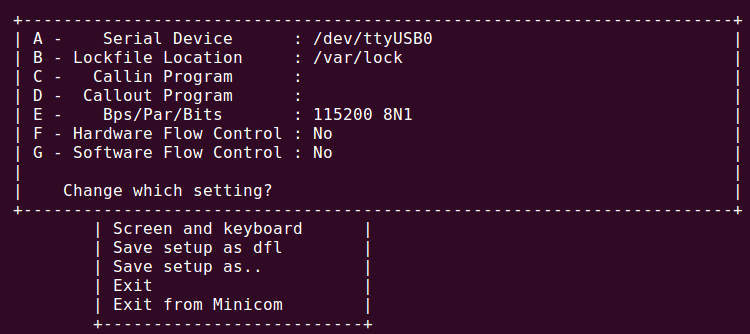 A - Serial Device : /dev/ttyUSB0
B - Lockfile Location : /var/lock
C - Callin Program :
D - Callout Program :
E - Bps/Par/Bits : 115200 8N1
F - Hardware Flow Control : No
G - Software Flow Control : No
Change which setting?
Screen and keyboard
Save setup as dfl
Save setup as..
Exit
Exit from Minicom